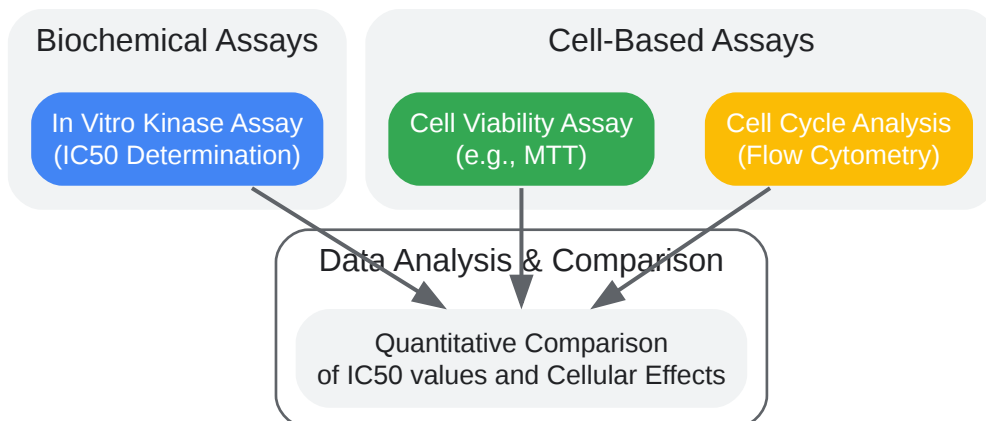 Biochemical Assays
Cell-Based Assays
In Vitro Kinase Assay
(IC50 Determination)
Cell Viability Assay
(e.g., MTT)
Cell Cycle Analysis
(Flow Cytometry)
Data Analysis & Comparison
Quantitative Comparison
of IC50 values and Cellular Effects